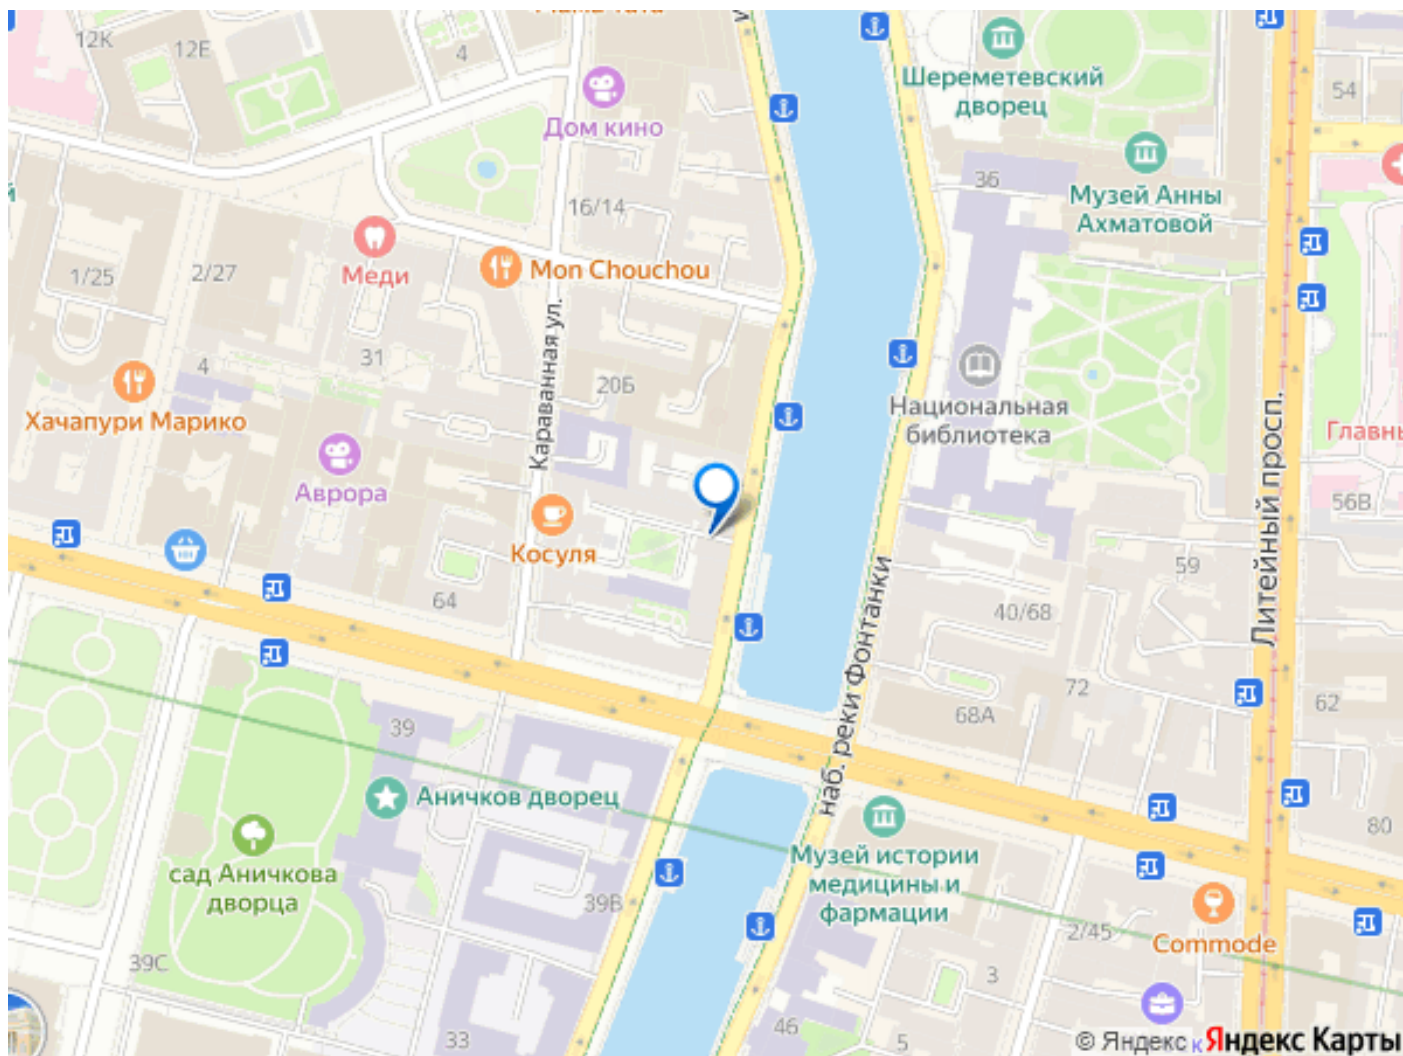 12К
12Е
4
Дом кино
Шереметевский
дворец
54
36
Музей Анны
Ахматовой
16/14
1/25
2/27
Меди
Mon Chouchou
Караванная ул.
31
4
20Б
Хачапури Марико
Национальная
библиотека
Аврора
Литейный просп.
56В
Косуля
64
59
40/68
наб. реки Фонтанки
72
68А
62
39
Аничков дворец
сад Аничкова
дворца
Музей истории
медицины и
фармации
80
39В
39С
2/45
Commode
3
33
46
5
© Яндекс
Яндекс Карты